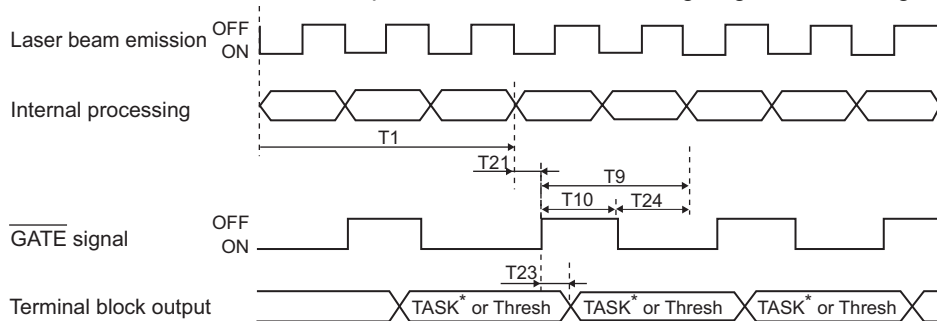 Laser beam emission
OFF
ON
Internal processing
T1
T21
T9
T10
T24
GATE signal
OFF
ON
T23
Terminal block output
TASK* or Thresh
TASK* or Thresh
TASK* or Thresh